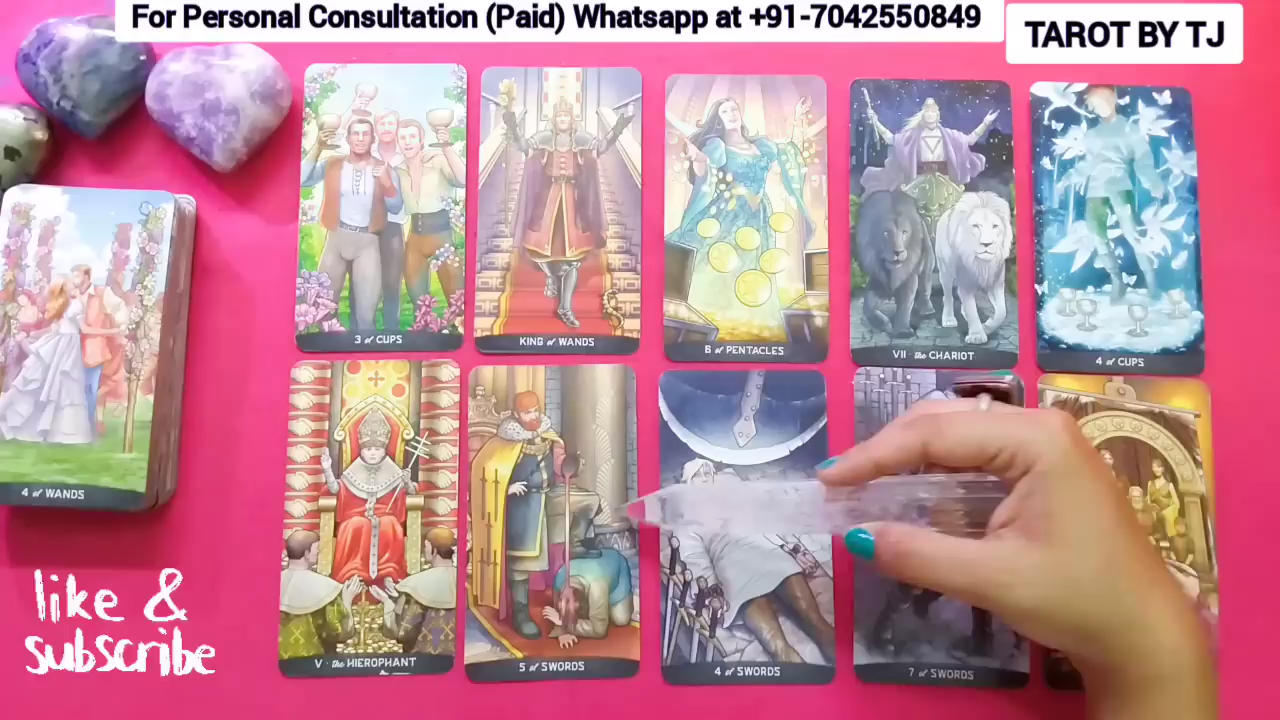 For Personal Consultation (Paid) Whatsapp at +91-7042550849
TAROT BY TJ
3 of CUPS
KING of WANDS
6 of PENTACLES
VII · the CHARIOT
4 of CUPS
4 of WANDS
V · the HIEROPHANT
5 of SWORDS
4 of SWORDS
7 of SWORDS
like &
subscribe